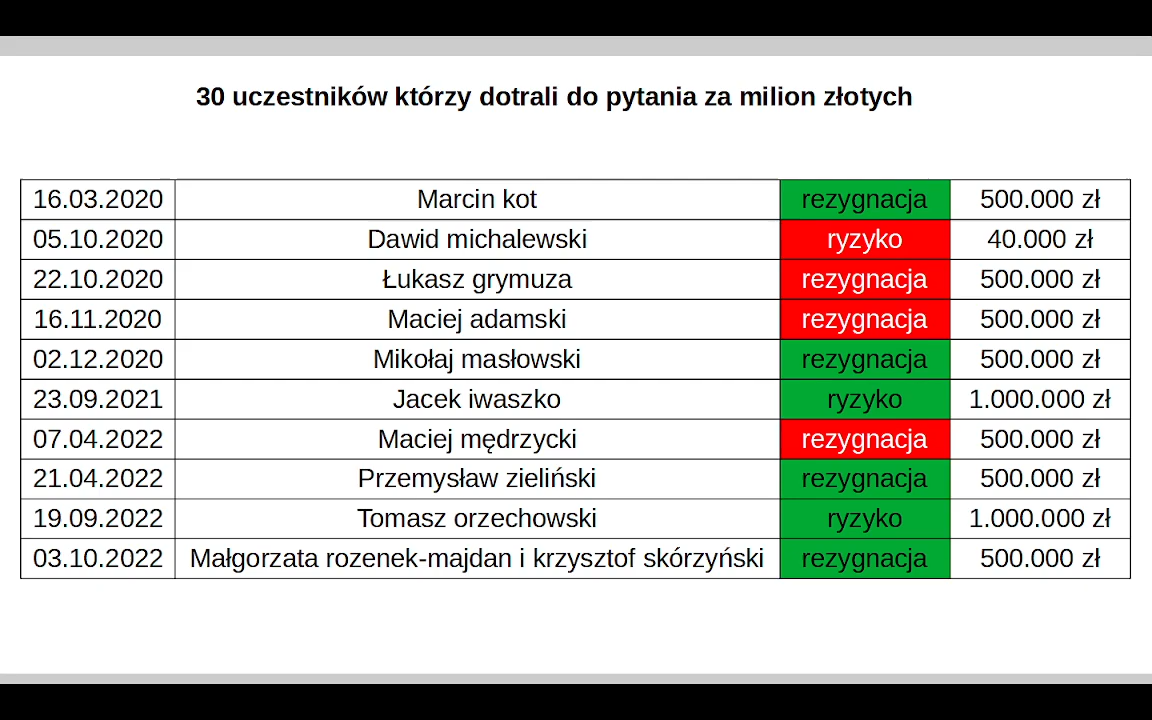 30 uczestników którzy dotrali do pytania za milion złotych
16.03.2020 Marcin kot rezygnacja 500.000 zł
05.10.2020 Dawid michalewski ryzyko 40.000 zł
22.10.2020 Łukasz grymuza rezygnacja 500.000 zł
16.11.2020 Maciej adamski rezygnacja 500.000 zł
02.12.2020 Mikołaj masłowski rezygnacja 500.000 zł
23.09.2021 Jacek iwaszko ryzyko 1.000.000 zł
07.04.2022 Maciej mędrzycki rezygnacja 500.000 zł
21.04.2022 Przemysław zieliński rezygnacja 500.000 zł
19.09.2022 Tomasz orzechowski ryzyko 1.000.000 zł
03.10.2022 Małgorzata rozenek-majdan i krzysztof skórzyński rezygnacja 500.000 zł